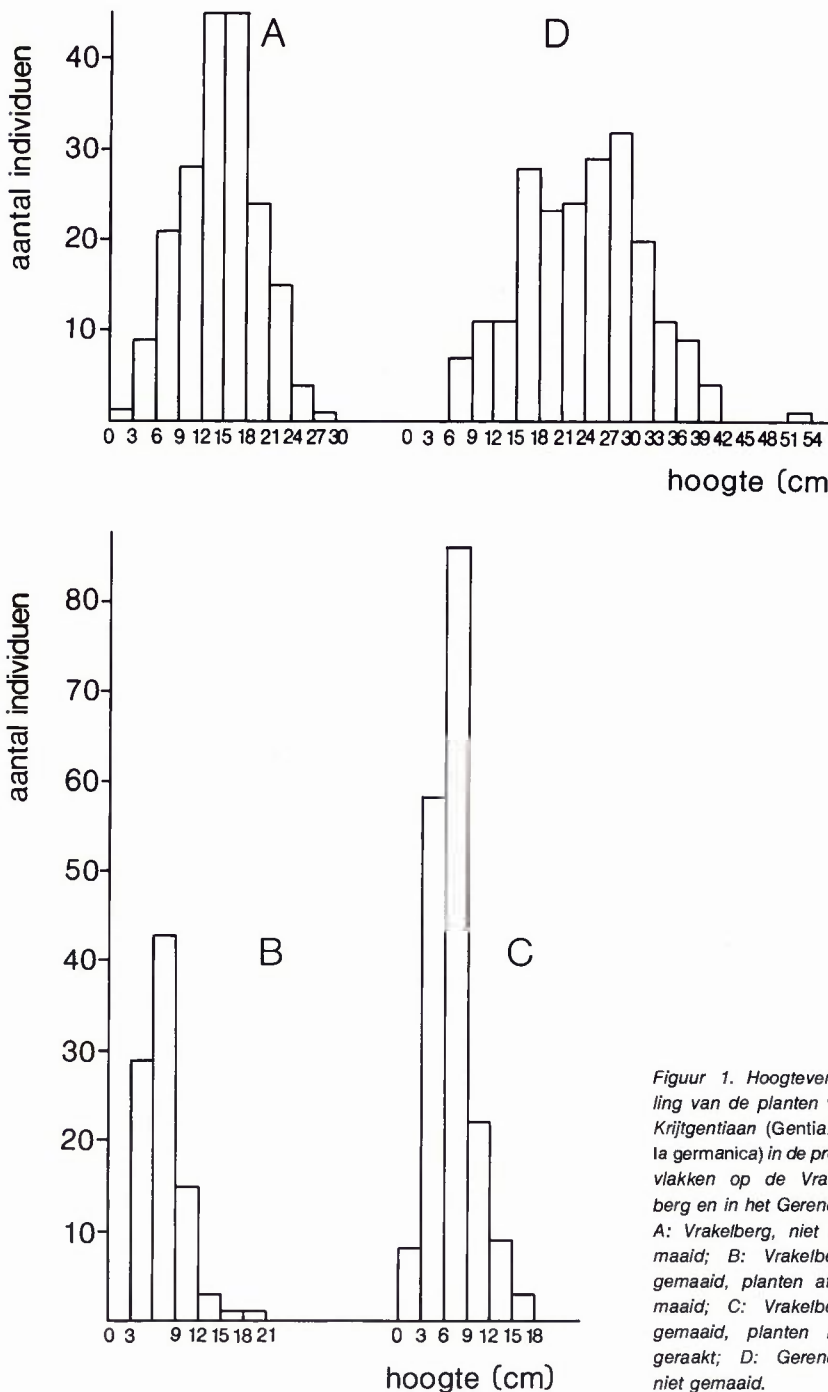 A
D
aantal individuen
40
30
20
10
0 3 6 9 12 15 18 21 24 27 30
0 3 6 9 12 15 18 21 24 27 30 33 36 39 42 45 48 51 54
hoogte (cm
aantal individuen
80
70
60
50
40
30
20
10
B
C
0 3 9 12 15 18 21
0 3 6 9 12 15 18
hoogte (cm)
Figuur 1. Hoogtever
ling van de planten
Krijtgentiaan (Gentia
la germanica) in de pr
vlakken op de Vra
berg en in het Geren
A: Vrakelberg, niet
maaid; B: Vrakelbe
gemaaid, planten a
maaid; C: Vrakelbe
gemaaid, planten
geraakt; D: Geren
niet gemaaid.